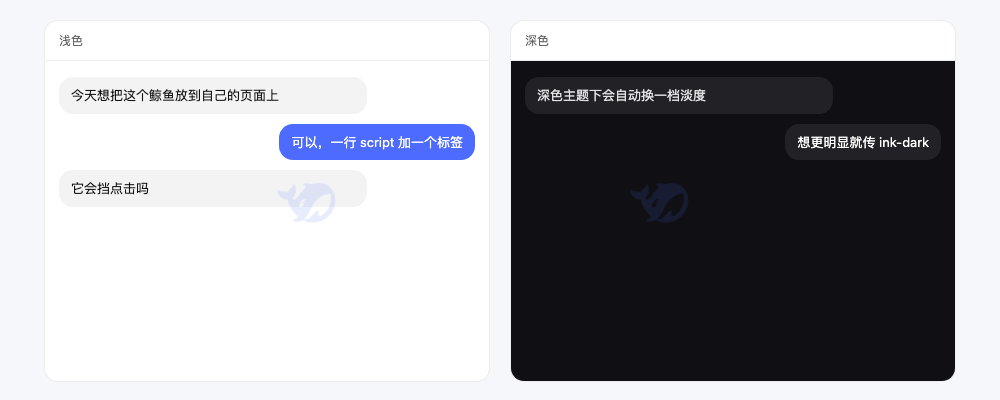 浅色
今天想把这个鲸鱼放到自己的页面上
可以，一行 script 加一个标签
它会挡点击吗
深色
深色主题下会自动换一档淡度
想更明显就传 ink-dark